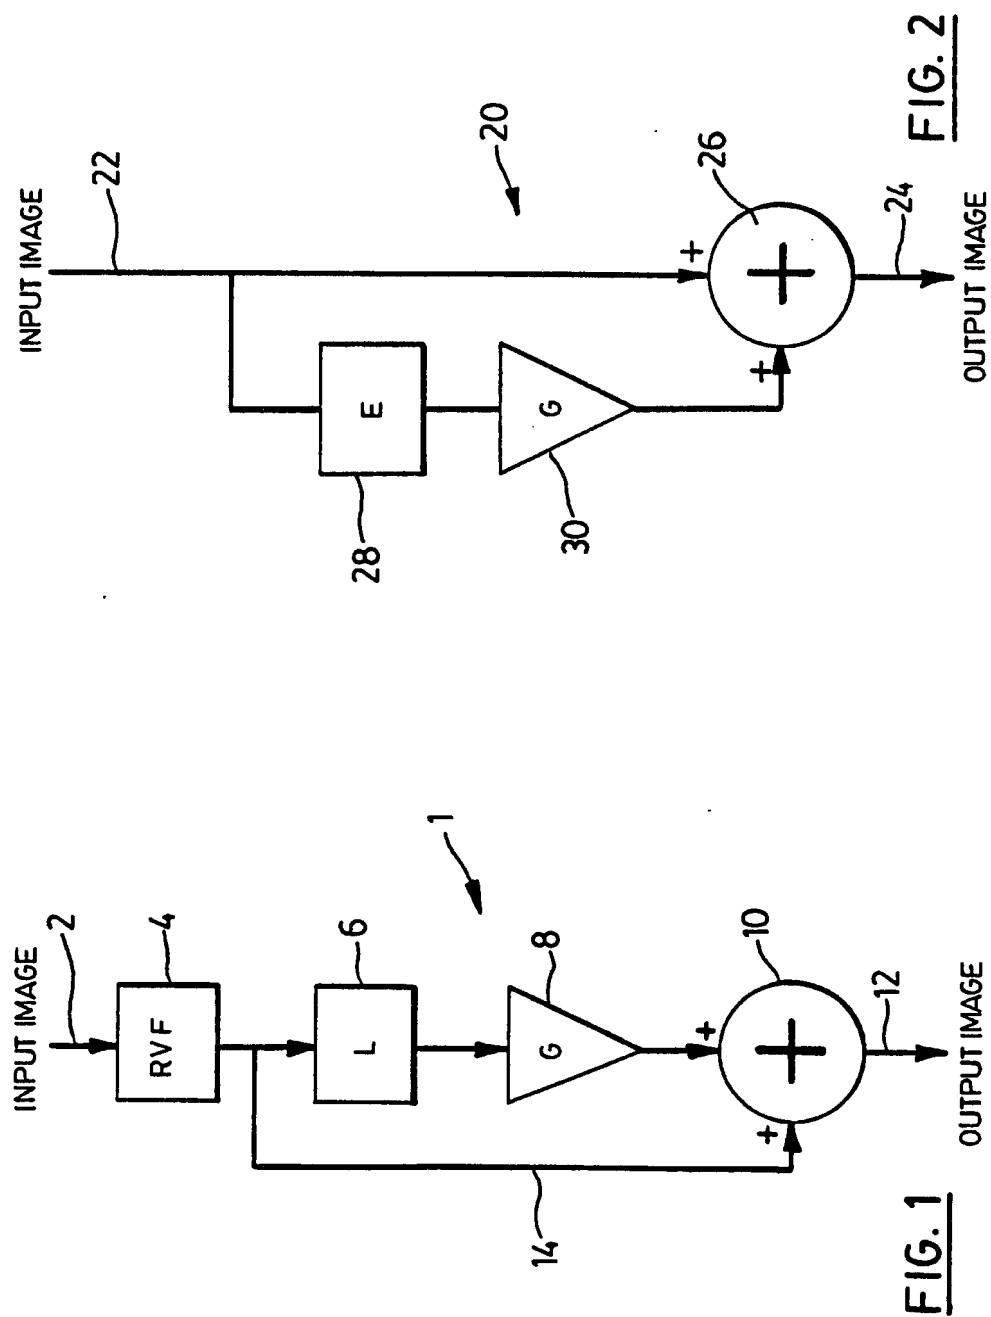 INPUT IMAGE
2
RVF
4
L
6
G
8
1
+
+
+
10
14
12
OUTPUT IMAGE
FIG. 1
INPUT IMAGE
22
E
28
G
30
20
+
+
+
26
24
OUTPUT IMAGE
FIG. 2